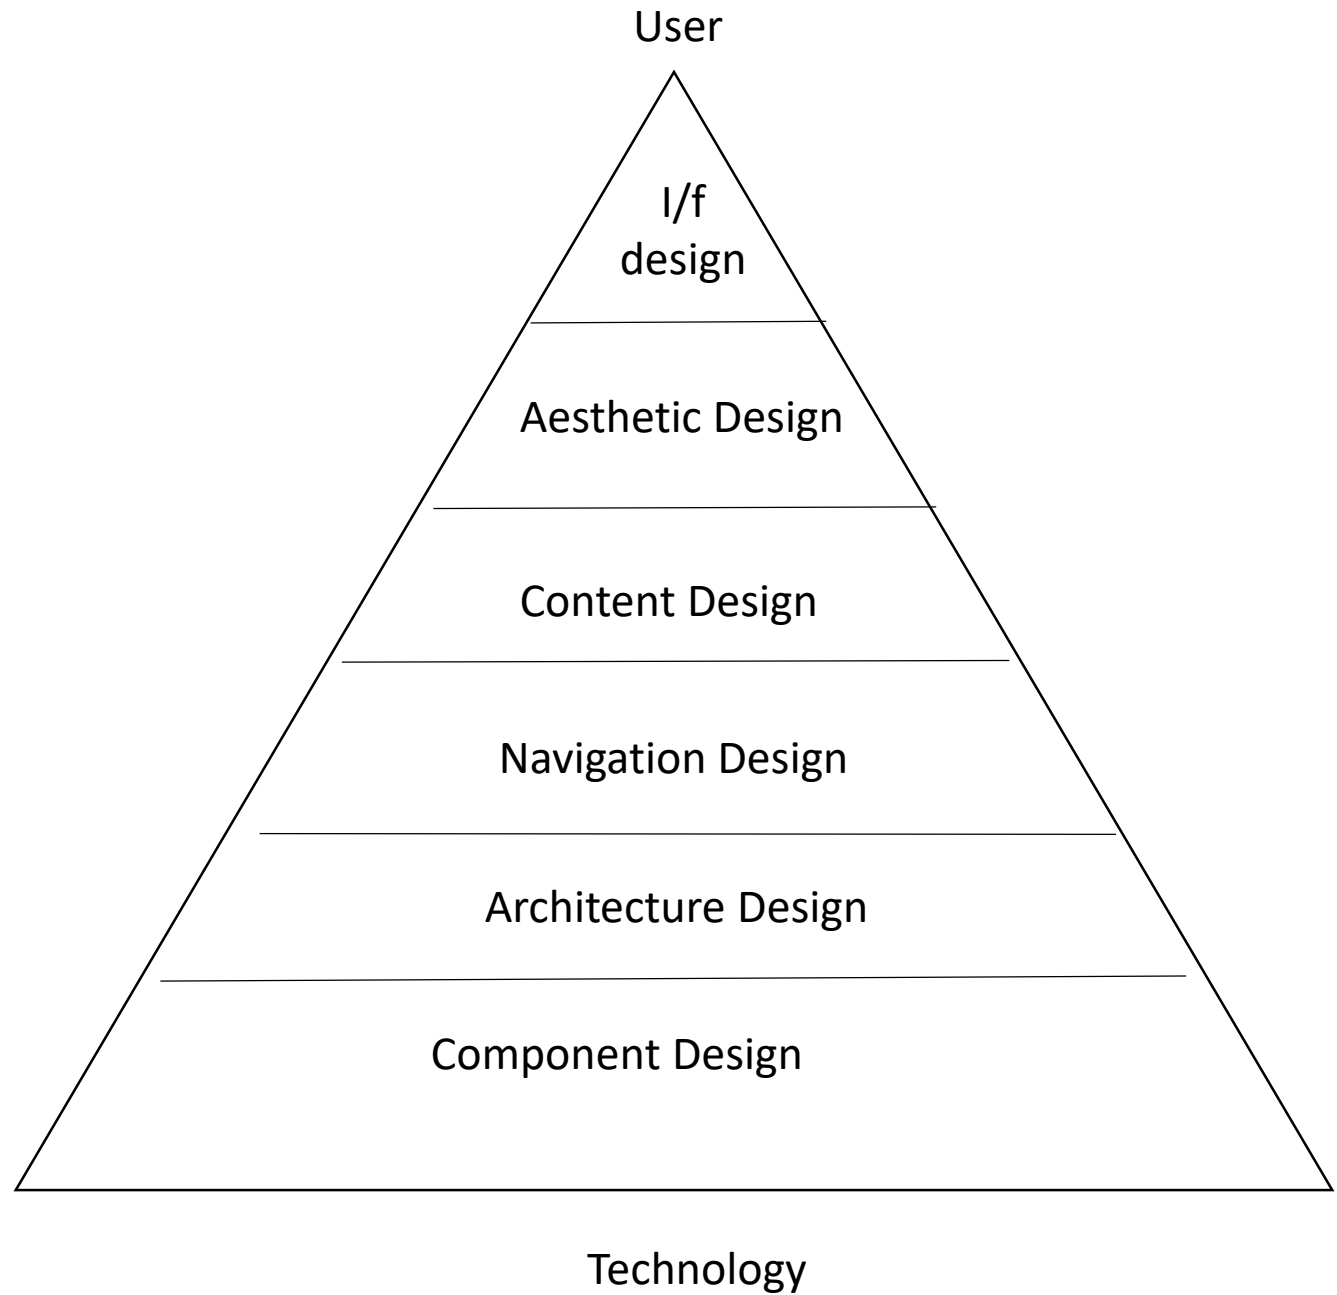 User
I/f
design
Aesthetic Design
Content Design
Navigation Design
Architecture Design
Component Design
Technology